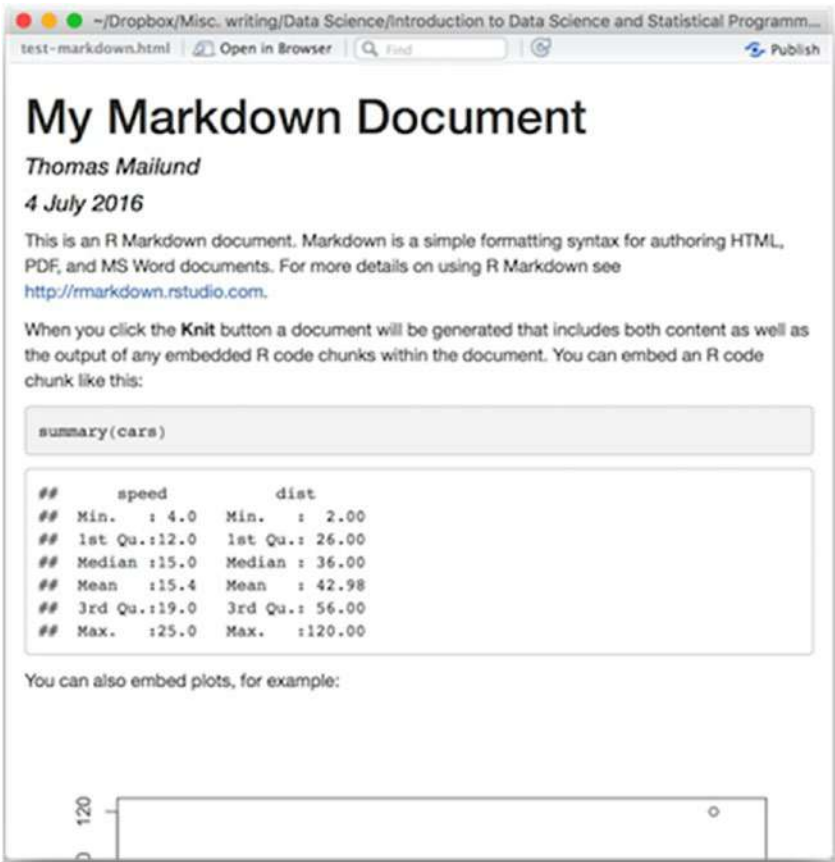 ~/Dropbox/Misc. writing/Data Science/Introduction to Data Science and Statistical Programm...
test-markdown.html Open in Browser Find Publish
My Markdown Document
Thomas Mailund
4 July 2016
This is an R Markdown document. Markdown is a simple formatting syntax for authoring HTML,
PDF, and MS Word documents. For more details on using R Markdown see
http://rmarkdown.rstudio.com.
When you click the Knit button a document will be generated that includes both content as well as
the output of any embedded R code chunks within the document. You can embed an R code
chunk like this:
summary(cars)
##      speed           dist
##  Min.   : 4.0   Min.   :  2.00
##  1st Qu.:12.0   1st Qu.: 26.00
##  Median :15.0   Median : 36.00
##  Mean   :15.4   Mean   : 42.98
##  3rd Qu.:19.0   3rd Qu.: 56.00
##  Max.   :25.0   Max.   :120.00
You can also embed plots, for example:
120